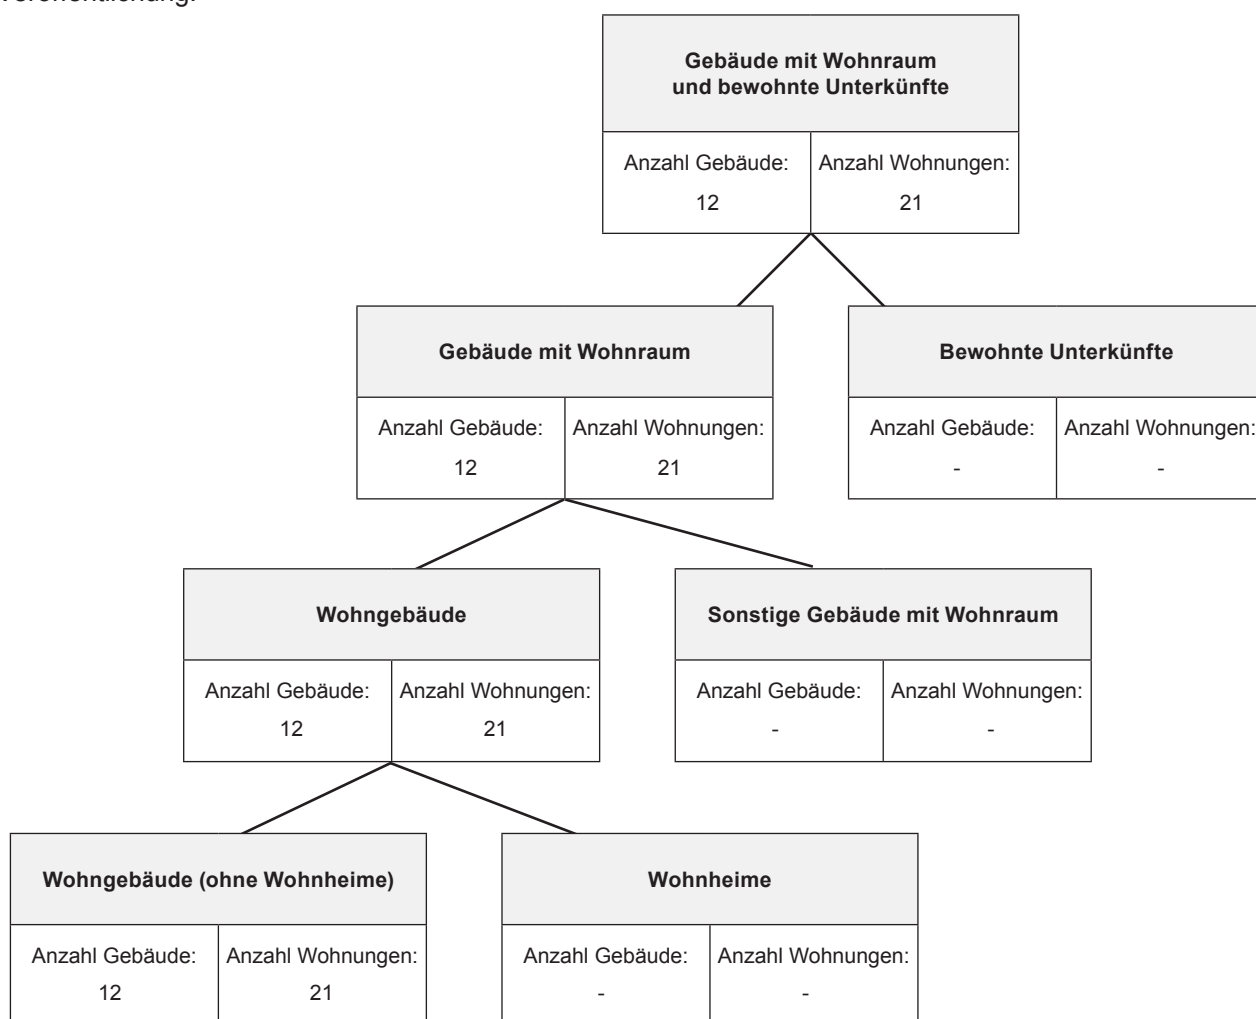 Gebäude mit Wohnraum
und bewohnte Unterkünfte
Anzahl Gebäude: Anzahl Wohnungen:
12 21
Gebäude mit Wohnraum
Bewohnte Unterkünfte
Anzahl Gebäude: Anzahl Wohnungen:
12 21
Anzahl Gebäude: Anzahl Wohnungen:
- -
Wohngebäude
Sonstige Gebäude mit Wohnraum
Anzahl Gebäude: Anzahl Wohnungen:
12 21
Anzahl Gebäude: Anzahl Wohnungen:
- -
Wohngebäude (ohne Wohnheime)
Wohnheime
Anzahl Gebäude: Anzahl Wohnungen:
12 21
Anzahl Gebäude: Anzahl Wohnungen:
- -